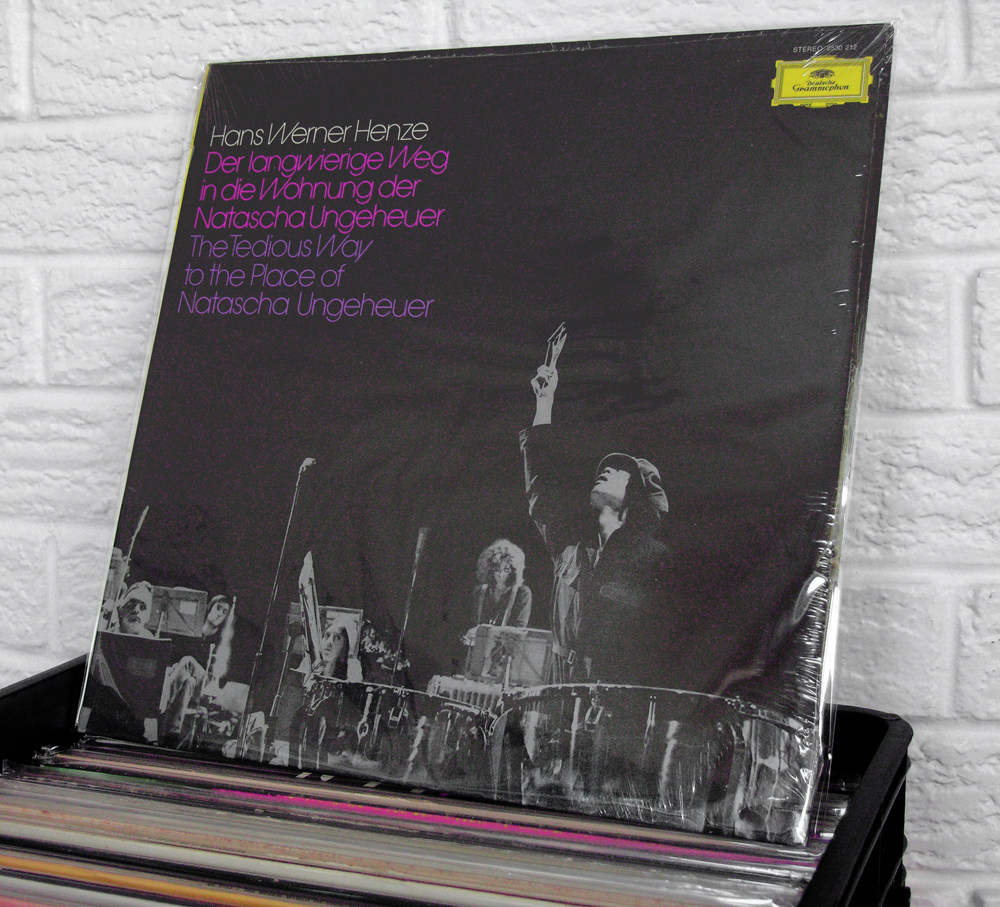 STEREO 2530 212
Deutsche
Grammophon
Hans Werner Henze
Der langwierige Weg
in die Wohnung der
Natascha Ungeheuer
The Tedious Way
to the Place of
Natascha Ungeheuer